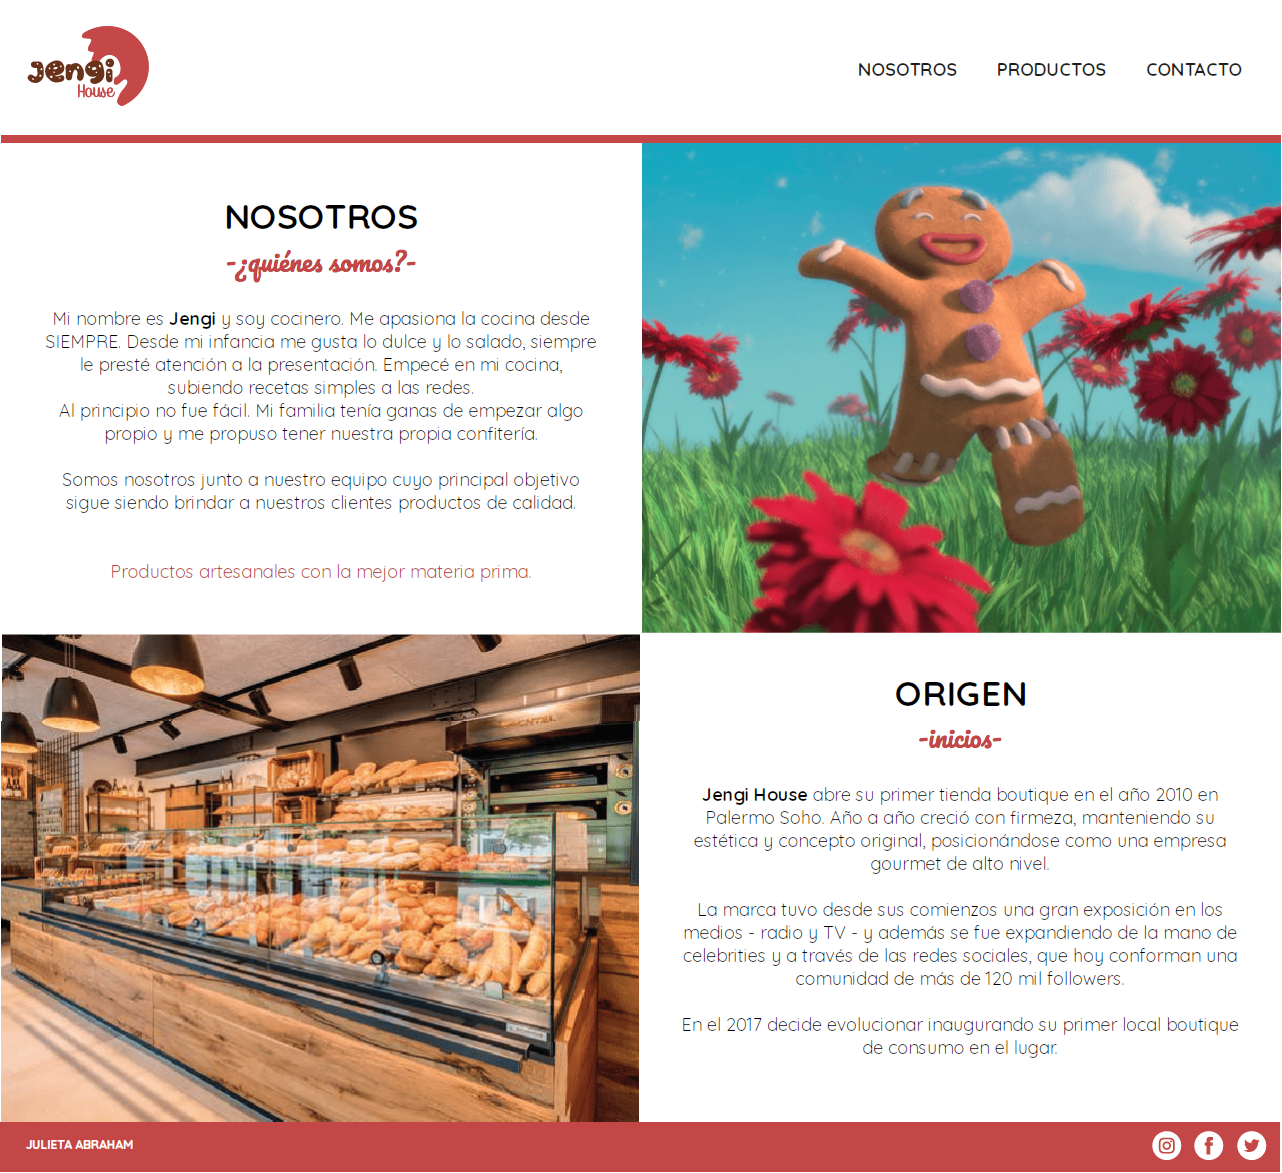 Jengi
House
NOSOTROS PRODUCTOS CONTACTO
NOSOTROS
-¿quiénes somos?-
Mi nombre es Jengi y soy cocinero. Me apasiona la cocina desde
SIEMPRE. Desde mi infancia me gusta lo dulce y lo salado, siempre
le presté atención a la presentación. Empecé en mi cocina,
subiendo recetas simples a las redes.
Al principio no fue fácil. Mi familia tenía ganas de empezar algo
propio y me propuso tener nuestra propia confitería.
Somos nosotros junto a nuestro equipo cuyo principal objetivo
sigue siendo brindar a nuestros clientes productos de calidad.
Productos artesanales con la mejor materia prima.
ORIGEN
-inicios-
Jengi House abre su primer tienda boutique en el año 2010 en
Palermo Soho. Año a año creció con firmeza, manteniendo su
estética y concepto original, posicionándose como una empresa
gourmet de alto nivel.
La marca tuvo desde sus comienzos una gran exposición en los
medios - radio y TV - y además se fue expandiendo de la mano de
celebrities y a través de las redes sociales, que hoy conforman una
comunidad de más de 120 mil followers.
En el 2017 decide evolucionar inaugurando su primer local boutique
de consumo en el lugar.
JULIETA ABRAHAM